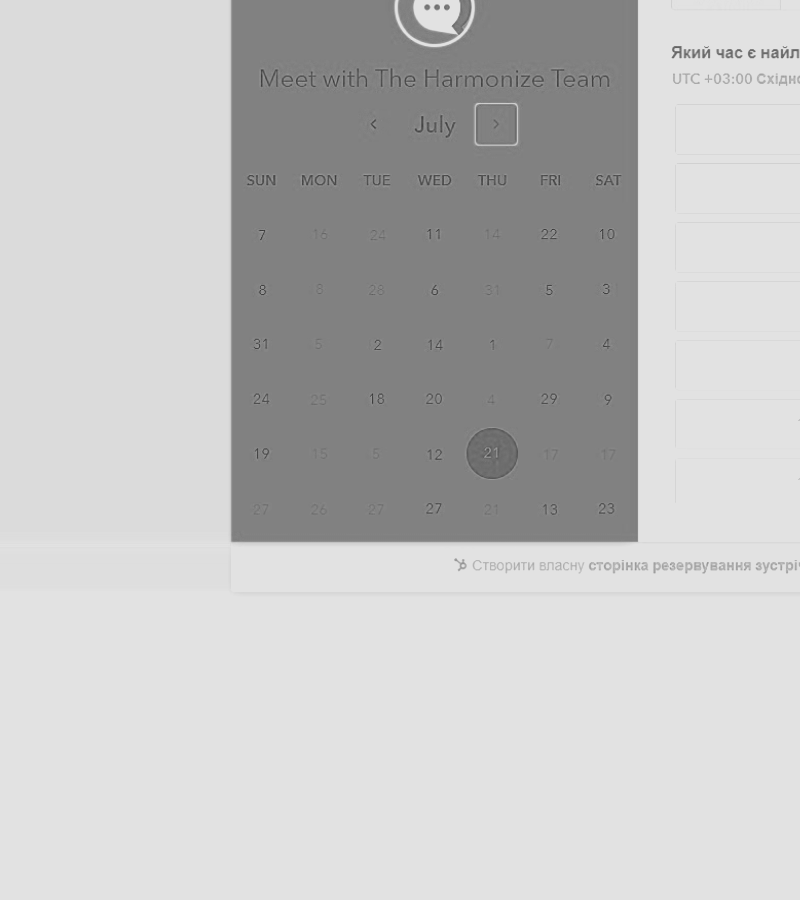 Meet with The Harmonize Team
July
SUN MON TUE WED THU FRI SAT
7 16 24 11 14 22 10
8 8 28 6 31 5 3
31 5 2 14 1 7 4
24 25 18 20 4 29 9
19 15 5 12 21 17 17
27 26 27 27 21 13 23
Який час є найл
UTC +03:00 Східно
Створити власну сторінка резервування зустріч